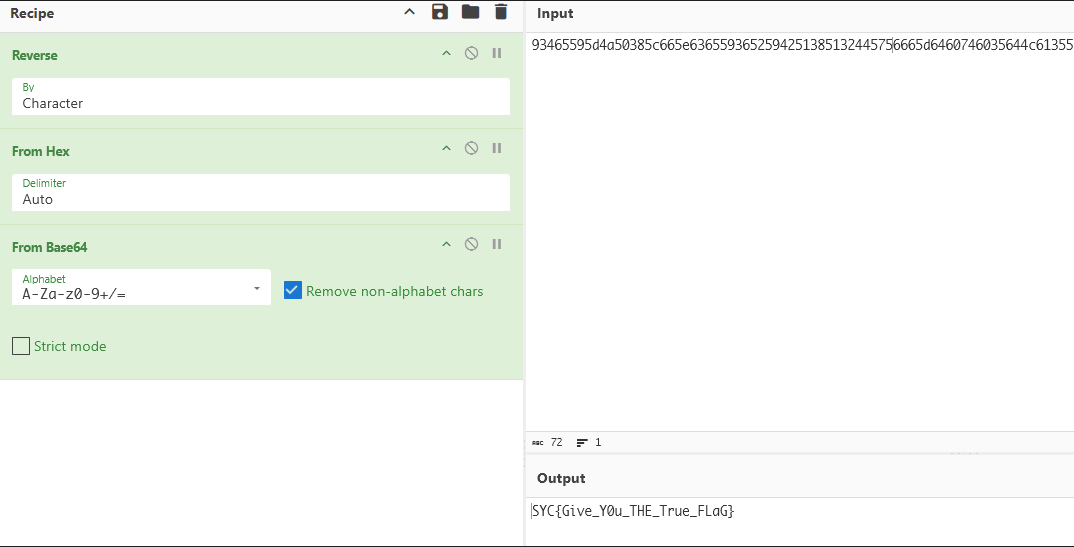 Recipe
Input
Reverse
By
Character
From Hex
Delimiter
Auto
From Base64
Alphabet
A-Za-z0-9+/=
Remove non-alphabet chars
Strict mode
93465595d4a50385c665e6365593652594251385132445756665d6460746035644c61355
ABC 72 1
Output
SYC{Give_Y0u_THE_True_FLaG}